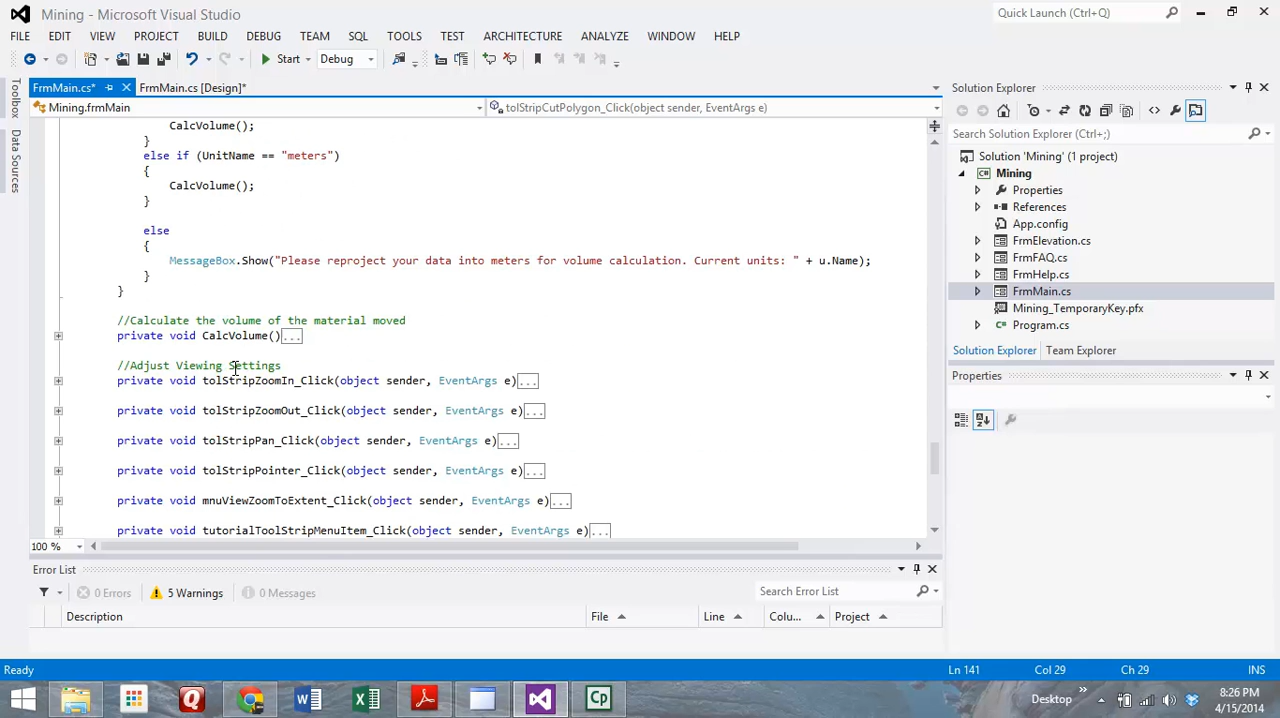 Mining - Microsoft Visual Studio
Quick Launch (Ctrl+Q)
FILE EDIT VIEW PROJECT BUILD DEBUG TEAM SQL TOOLS TEST ARCHITECTURE ANALYZE WINDOW HELP
Start Debug
FrmMain.cs* FrmMain.cs [Design]*
Mining.frmMain tolStripCutPolygon_Click(object sender, EventArgs e)
Toolbox
Data Sources
CalcVolume();
}
else if (UnitName == "meters")
{
CalcVolume();
}
else
{
MessageBox.Show("Please reproject your data into meters for volume calculation. Current units: " + u.Name);
}
}
//Calculate the volume of the material moved
private void CalcVolume()...
//Adjust Viewing Settings
private void tolStripZoomIn_Click(object sender, EventArgs e)...
private void tolStripZoomOut_Click(object sender, EventArgs e)...
private void tolStripPan_Click(object sender, EventArgs e)...
private void tolStripPointer_Click(object sender, EventArgs e)...
private void mnuViewZoomToExtent_Click(object sender, EventArgs e)...
private void tutorialToolStripMenuItem_Click(object sender, EventArgs e)...
100 %
Error List
0 Errors 5 Warnings 0 Messages
Search Error List
Description File Line Colu... Project
Solution Explorer
Search Solution Explorer (Ctrl+;)
Solution 'Mining' (1 project)
C# Mining
Properties
References
App.config
FrmElevation.cs
FrmFAQ.cs
FrmHelp.cs
FrmMain.cs
Mining_TemporaryKey.pfx
Program.cs
Solution Explorer Team Explorer
Properties
Ready Ln 141 Col 29 Ch 29 INS
Desktop
8:26 PM
4/15/2014